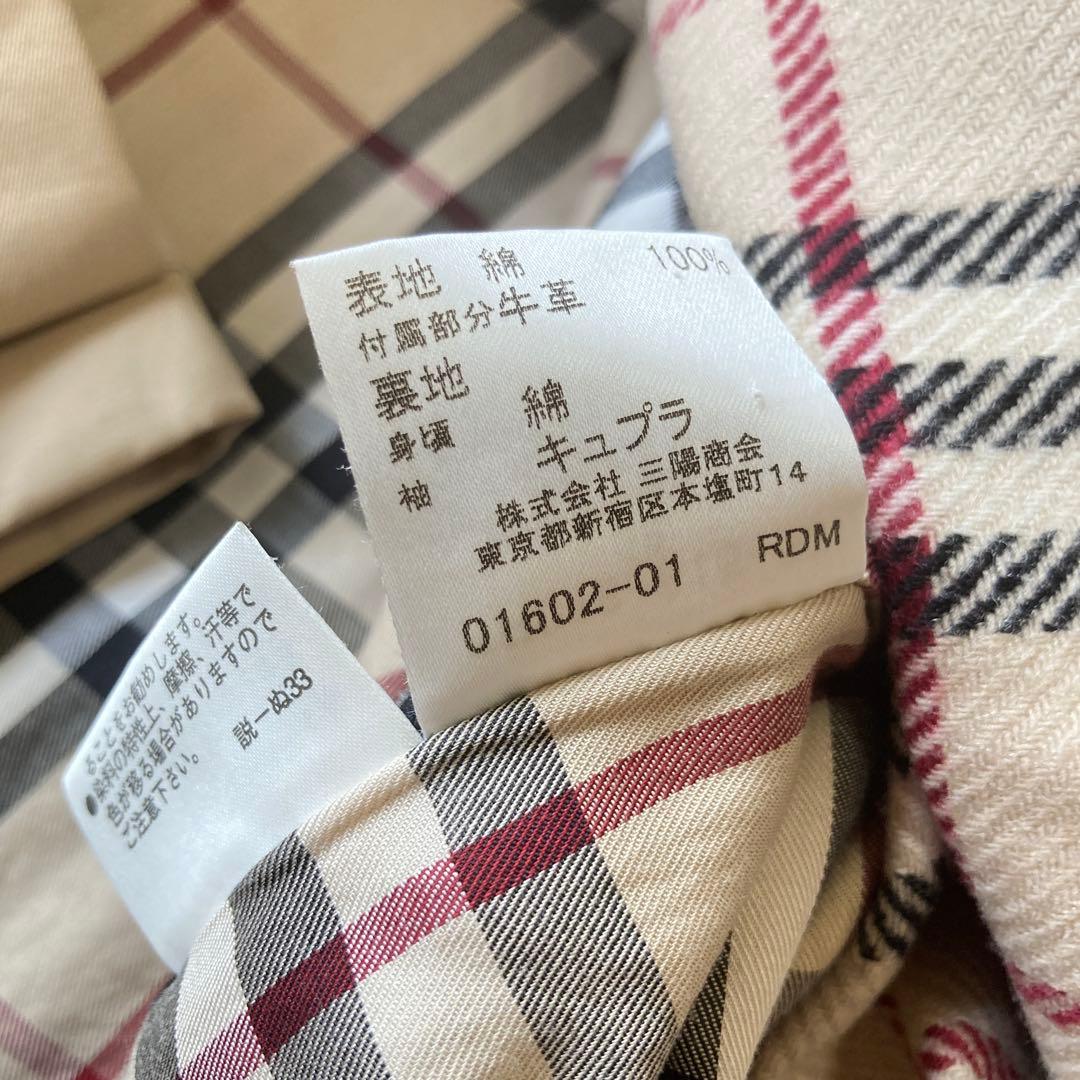 表地 綿 100%
付属部分牛革
裏地
身頃 綿
袖 キュプラ
株式会社 三陽商会
東京都新宿区本塩町14
01602-01 RDM
ることをお勧めします。
●染料の特性上、摩擦、汗等で
色が移る場合がありますので
ご注意下さい。
説ーぬ33